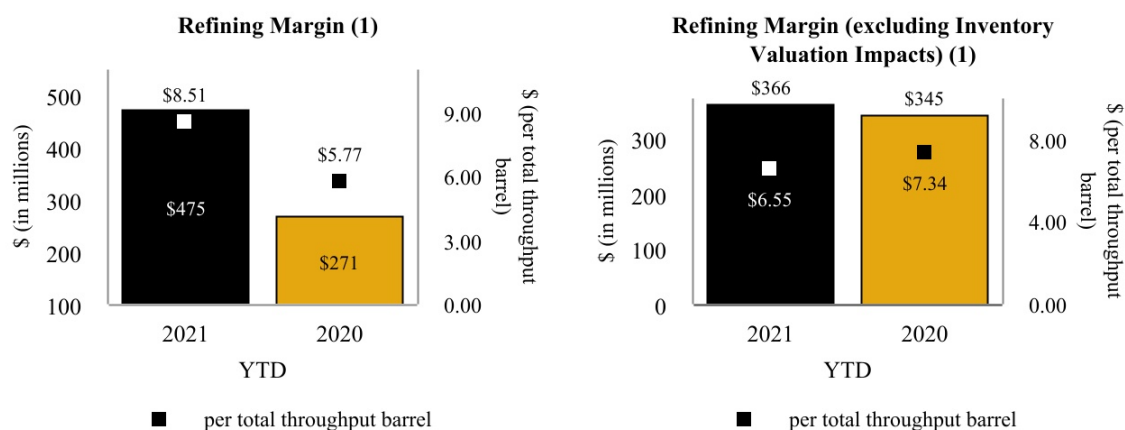 Refining Margin (1)
$ (in millions)
500
400
300
200
100
$8.51
$475
$5.77
$271
9.00
6.00
3.00
0.00
$ (per total throughput
barrel)
2021
2020
YTD
per total throughput barrel
Refining Margin (excluding Inventory
Valuation Impacts) (1)
$ (in millions)
300
200
100
0
$366
$6.55
$345
$7.34
8.00
4.00
0.00
$ (per total throughput
barrel)
2021
2020
YTD
per total throughput barrel